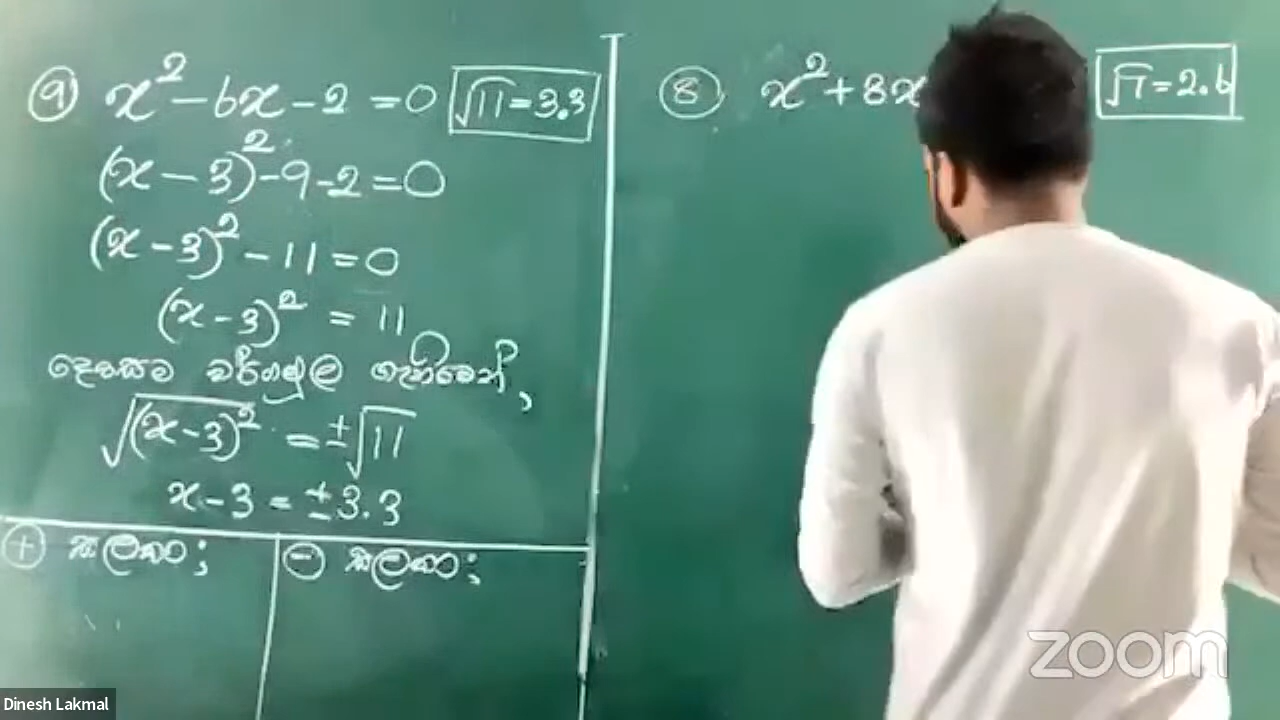 9 x² - 6x - 2 = 0 √11 = 3.3
(x - 3)² - 9 - 2 = 0
(x - 3)² - 11 = 0
(x - 3)² = 11
දෙපසම වර්ගමූල ගැනීමෙන්,
√(x - 3)² = ±√11
x - 3 = ±3.3
+ සලකා ;
- සලකා ;
8 x² + 8x √7 = 2.6
zoom
Dinesh Lakmal